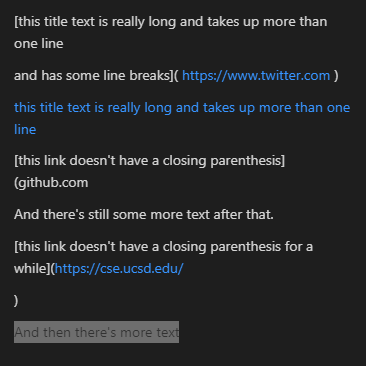 [this title text is really long and takes up more than
one line
and has some line breaks]( https://www.twitter.com )
this title text is really long and takes up more than one
line
[this link doesn't have a closing parenthesis]
(github.com
And there's still some more text after that.
[this link doesn't have a closing parenthesis for a
while](https://cse.ucsd.edu/
)
And then there's more text